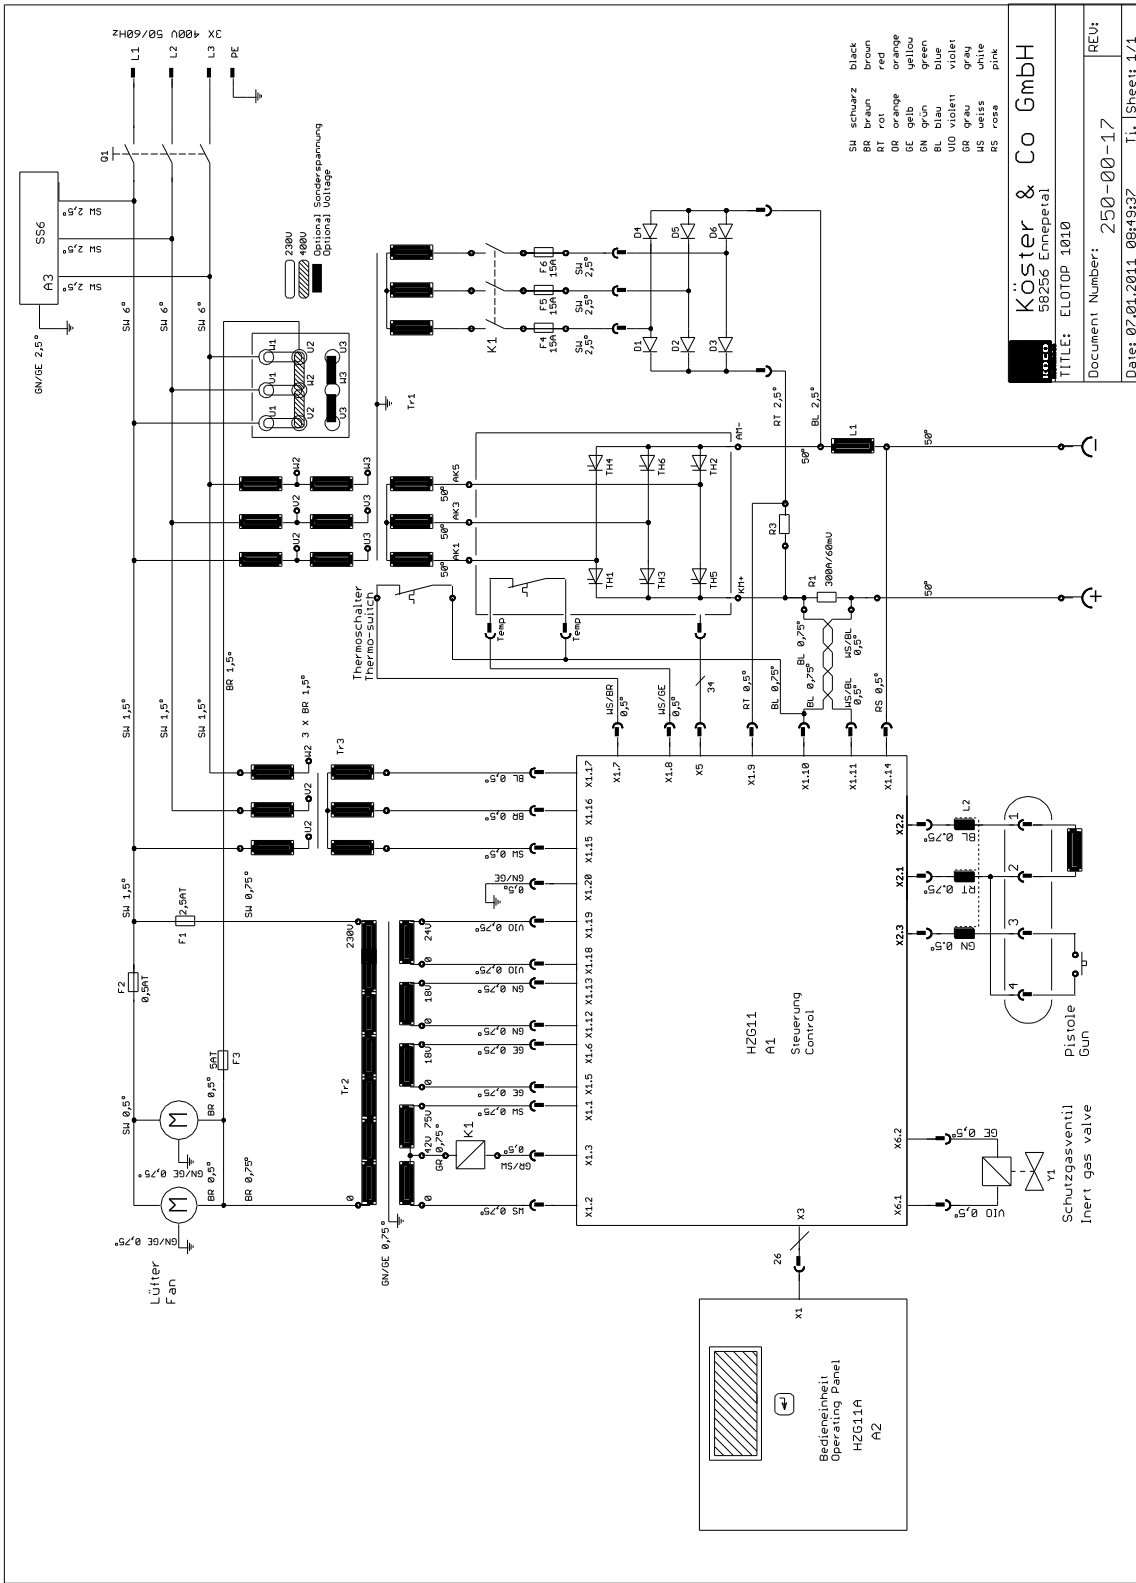 3X 400V 50/60Hz
L1
L2
L3
PE
Q1
SS6
A3
SW 2,5°
SW 2,5°
SW 2,5°
GN/GE 2,5°
SW 6°
SW 6°
SW 6°
230V
400V
Optional Sonderspannung
Optional Voltage
U1
V1
W1
U2
W2
V2
U3
W3
V3
SW schwarz black
BR braun brown
RT rot red
OR orange orange
GE gelb yellow
GN grün green
BL blau blue
VIO violett violet
GR grau gray
WS weiss white
RS rosa pink
K1
F4
15A
F5
15A
F6
15A
SW
2,5°
SW
2,5°
SW
2,5°
D4
D5
D6
D1
D2
D3
Tr1
U2
V2
W2
U3
V3
W3
AK1
AK3
AK5
50°
50°
50°
TH4
TH6
TH2
TH1
TH3
TH5
AM-
KM+
RT 2,5°
BL 2,5°
L1
50°
50°
50°
R3
R1
300A/60mV
Thermoschalter
Thermo-switch
Temp
Temp
34
BR 1,5°
SW 1,5°
SW 1,5°
SW 1,5°
3 X BR 1,5°
U2
V2
W2
Tr3
SW 0,75°
F1
2,5AT
F2
0,5AT
F3
5AT
SW 0,5°
BR 0,5°
BR 0,5°
BR 0,75°
GN/GE 0,75°
GN/GE 0,75°
M
M
Lüfter
Fan
Tr2
0
230V
0
42V
75V
0
18V
0
18V
0
24V
GN/GE 0,75°
GR 0,75°
K1
WS 0,75°
GR/SW
0,5°
SW 0,75°
GE 0,75°
GE 0,75°
GN 0,75°
GN 0,75°
VIO 0,75°
VIO 0,75°
GN/GE
0,5°
SW 0,5°
BR 0,5°
BL 0,5°
WS/BR
0,5°
WS/GE
0,5°
RT 0,5°
BL 0,75°
BL 0,75°
BL 0,75°
WS/BL
0,5°
WS/BL
0,5°
RS 0,5°
X1.2
X1.3
X1.1
X1.5
X1.6
X1.12
X1.13
X1.18
X1.19
X1.20
X1.15
X1.16
X1.17
X1.7
X1.8
X5
X1.9
X1.10
X1.11
X1.14
HZG11
A1
Steuerung
Control
X3
X6.1
X6.2
X2.3
X2.1
X2.2
VIO 0,5°
GE 0,5°
Y1
Schutzgasventil
Inert gas valve
GN 0.5°
RT 0.75°
BL 0.75°
L2
4
3
2
1
Pistole
Gun
26
X1
Bedieneinheit
Operating Panel
HZG11A
A2
KOCO
Köster & Co GmbH
58256 Ennepetal
TITLE: ELOTOP 1010
Document Number:
250-00-17
REV:
Date: 07.01.2011 08:49:37
Ti.
Sheet: 1/1